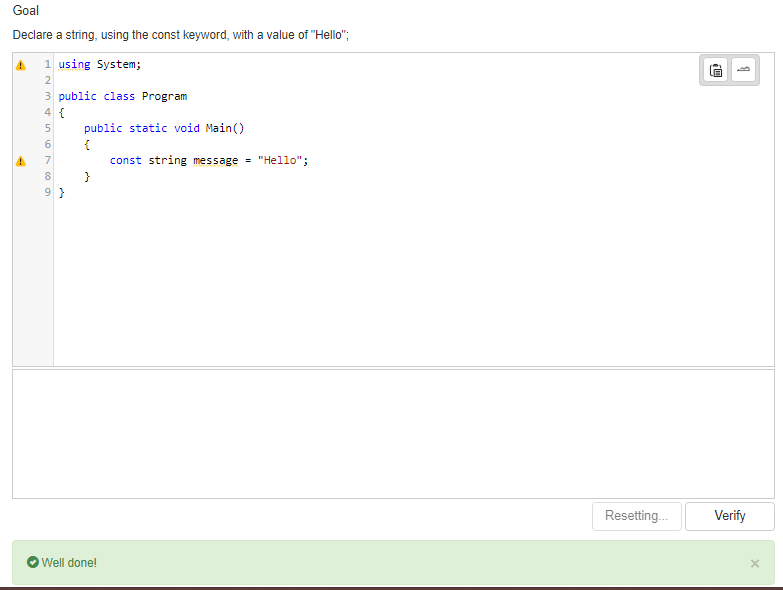 Goal
Declare a string, using the const keyword, with a value of "Hello";
1 using System;
2
3 public class Program
4 {
5 public static void Main()
6 {
7 const string message = "Hello";
8 }
9 }
Resetting...
Verify
Well done!
×